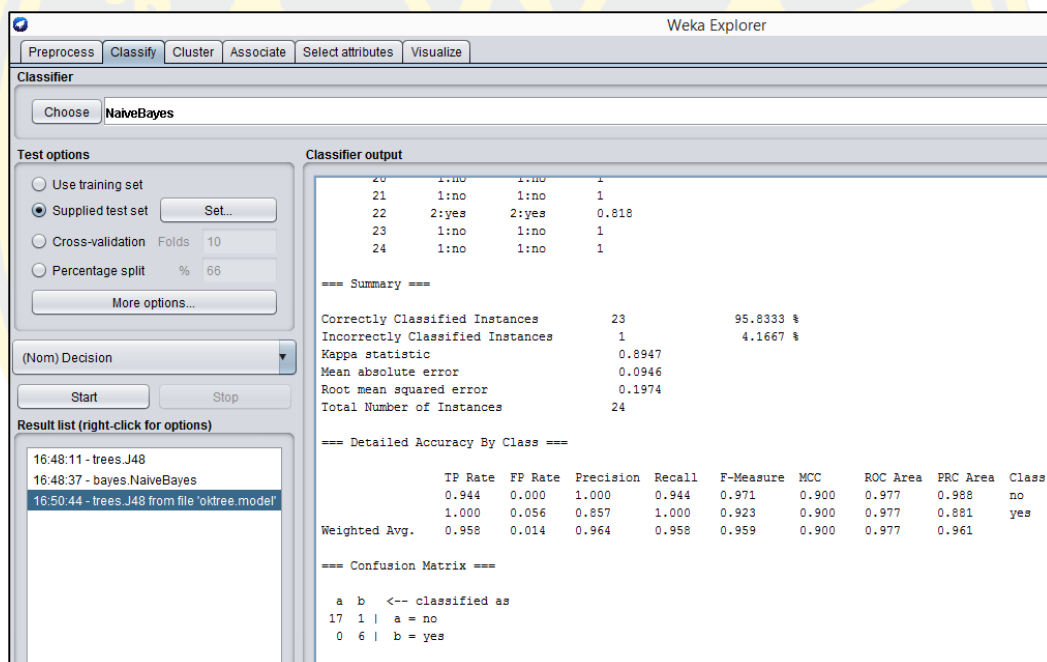 Weka Explorer
Preprocess Classify Cluster Associate Select attributes Visualize
Classifier
Choose NaiveBayes
Test options
Use training set
Supplied test set Set...
Cross-validation Folds 10
Percentage split % 66
More options...
(Nom) Decision
Start Stop
Result list (right-click for options)
16:48:11 - trees.J48
16:48:37 - bayes.NaiveBayes
16:50:44 - trees.J48 from file 'oktree.model'
Classifier output
20 1:no 1:no 1
21 1:no 1:no 1
22 2:yes 2:yes 0.818
23 1:no 1:no 1
24 1:no 1:no 1
=== Summary ===
Correctly Classified Instances 23 95.8333 %
Incorrectly Classified Instances 1 4.1667 %
Kappa statistic 0.8947
Mean absolute error 0.0946
Root mean squared error 0.1974
Total Number of Instances 24
=== Detailed Accuracy By Class ===
TP Rate FP Rate Precision Recall F-Measure MCC ROC Area PRC Area Class
0.944 0.000 1.000 0.944 0.971 0.900 0.977 0.988 no
1.000 0.056 0.857 1.000 0.923 0.900 0.977 0.881 yes
Weighted Avg. 0.958 0.014 0.964 0.958 0.959 0.900 0.977 0.961
=== Confusion Matrix ===
a b <-- classified as
17 1 | a = no
0 6 | b = yes